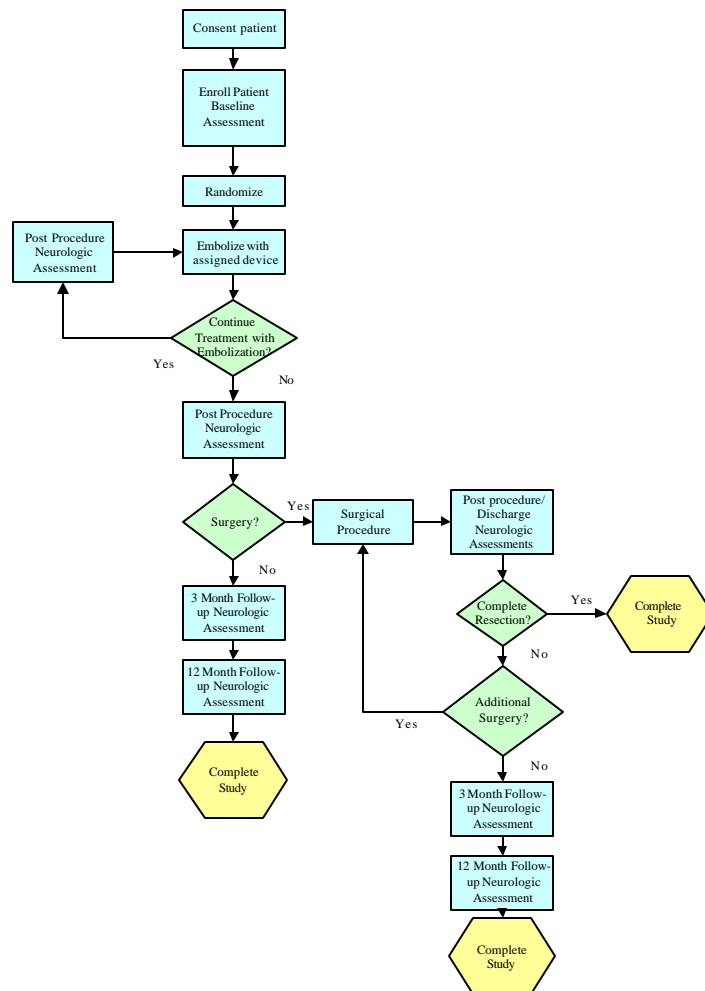 Consent patient
Enroll Patient
Baseline
Assessment
Randomize
Post Procedure
Neurologic
Assessment
Embolize with
assigned device
Continue
Treatment with
Embolization?
Yes
No
Post Procedure
Neurologic
Assessment
Surgery?
Yes
No
Surgical
Procedure
Post procedure/
Discharge
Neurologic
Assessments
Complete
Resection?
Yes
No
Complete
Study
3 Month Follow-
up Neurologic
Assessment
12 Month Follow-
up Neurologic
Assessment
Complete
Study
Additional
Surgery?
Yes
No
3 Month Follow-
up Neurologic
Assessment
12 Month Follow-
up Neurologic
Assessment
Complete
Study